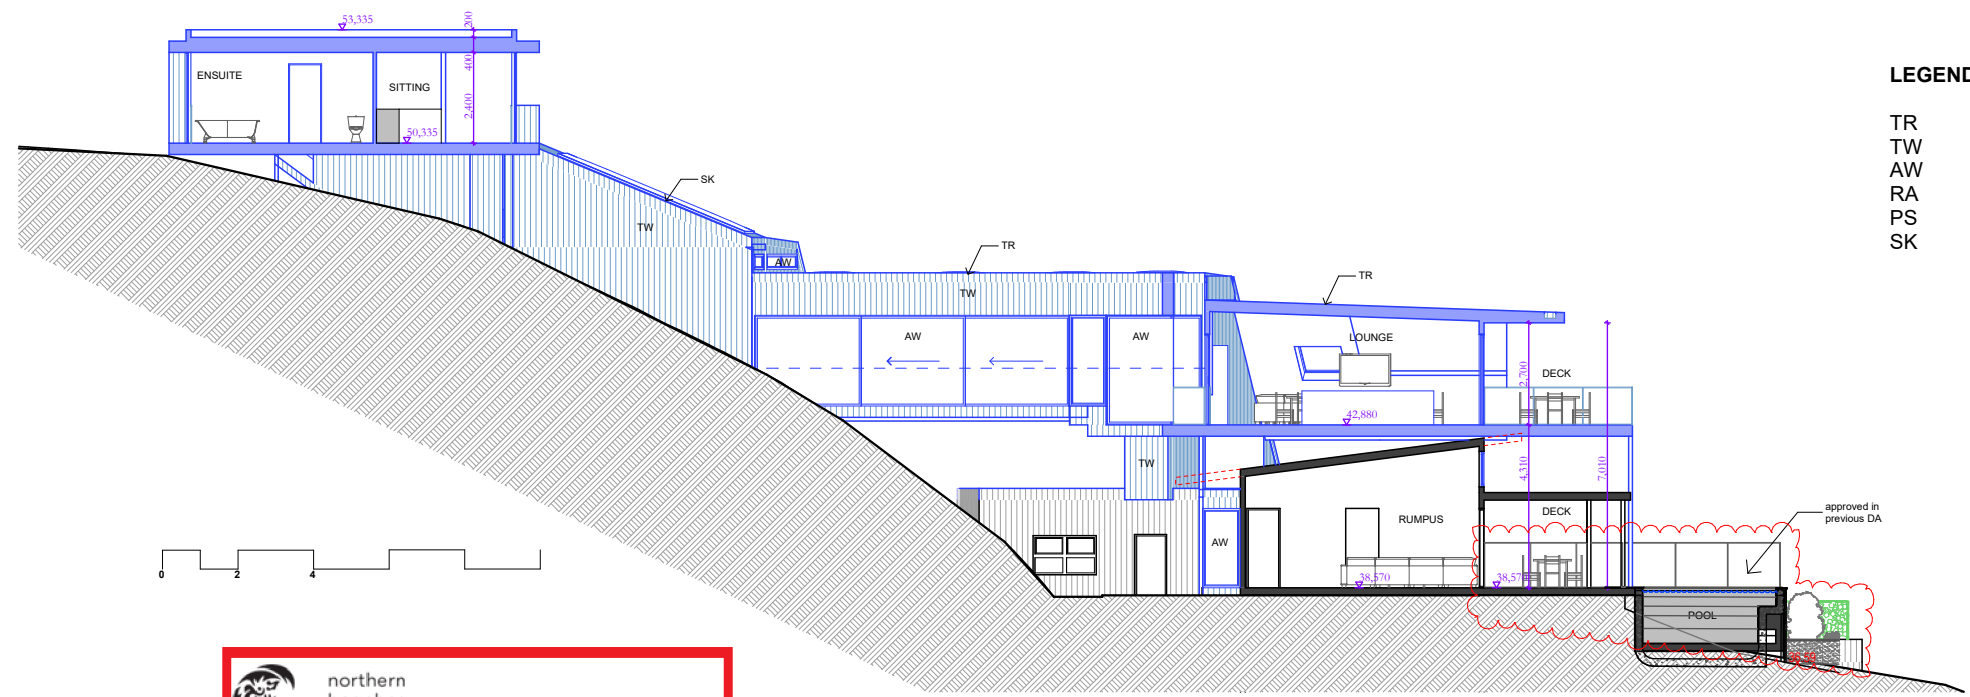 53,335
200
400
2,400
ENSUITE
SITTING
50,335
LEGEND
TR
TW
AW
RA
PS
SK
SK
TW
AW
TR
TW
TR
AW
AW
LOUNGE
2,700
DECK
42,880
TW
4,310
7,010
RUMPUS
DECK
AW
approved in
previous DA
38,570
38,570
POOL
0 2 4
northern